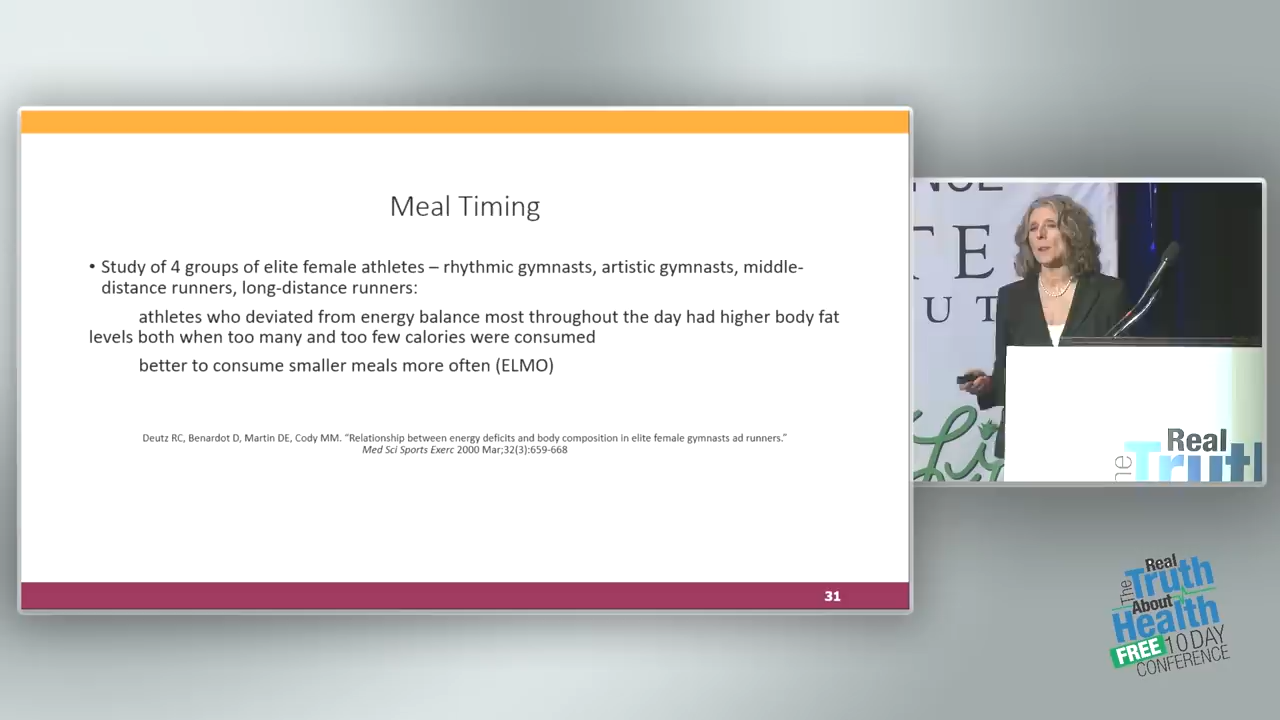 Meal Timing
• Study of 4 groups of elite female athletes – rhythmic gymnasts, artistic gymnasts, middle-
distance runners, long-distance runners:
athletes who deviated from energy balance most throughout the day had higher body fat
levels both when too many and too few calories were consumed
better to consume smaller meals more often (ELMO)
Deutz RC, Benardot D, Martin DE, Cody MM. "Relationship between energy deficits and body composition in elite female gymnasts ad runners."
Med Sci Sports Exerc 2000 Mar;32(3):659-668
31
T E
U T
Li
Real
he
Truth
The
Real
Truth
About of
Health
FREE 10 DAY
CONFERENCE